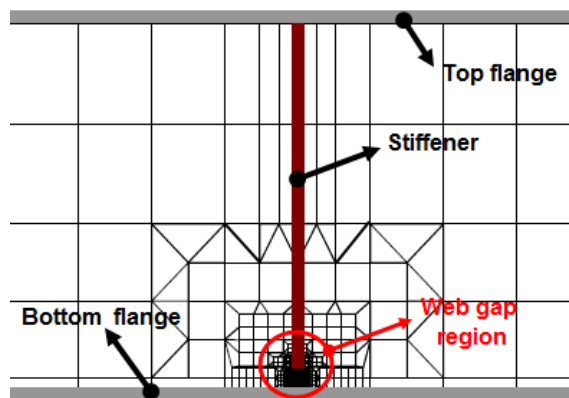 Top flange
Stiffener
Bottom flange
Web gap
region